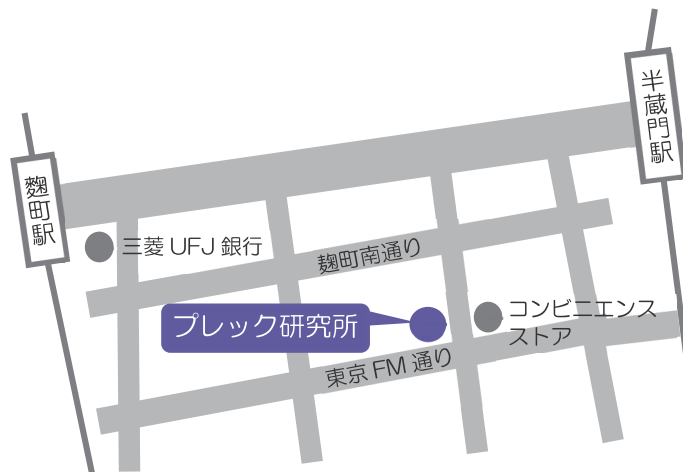 半蔵門駅
麴町駅
三菱 UFJ 銀行
麹町南通り
プレック研究所
コンビニエンス
ストア
東京 FM 通り